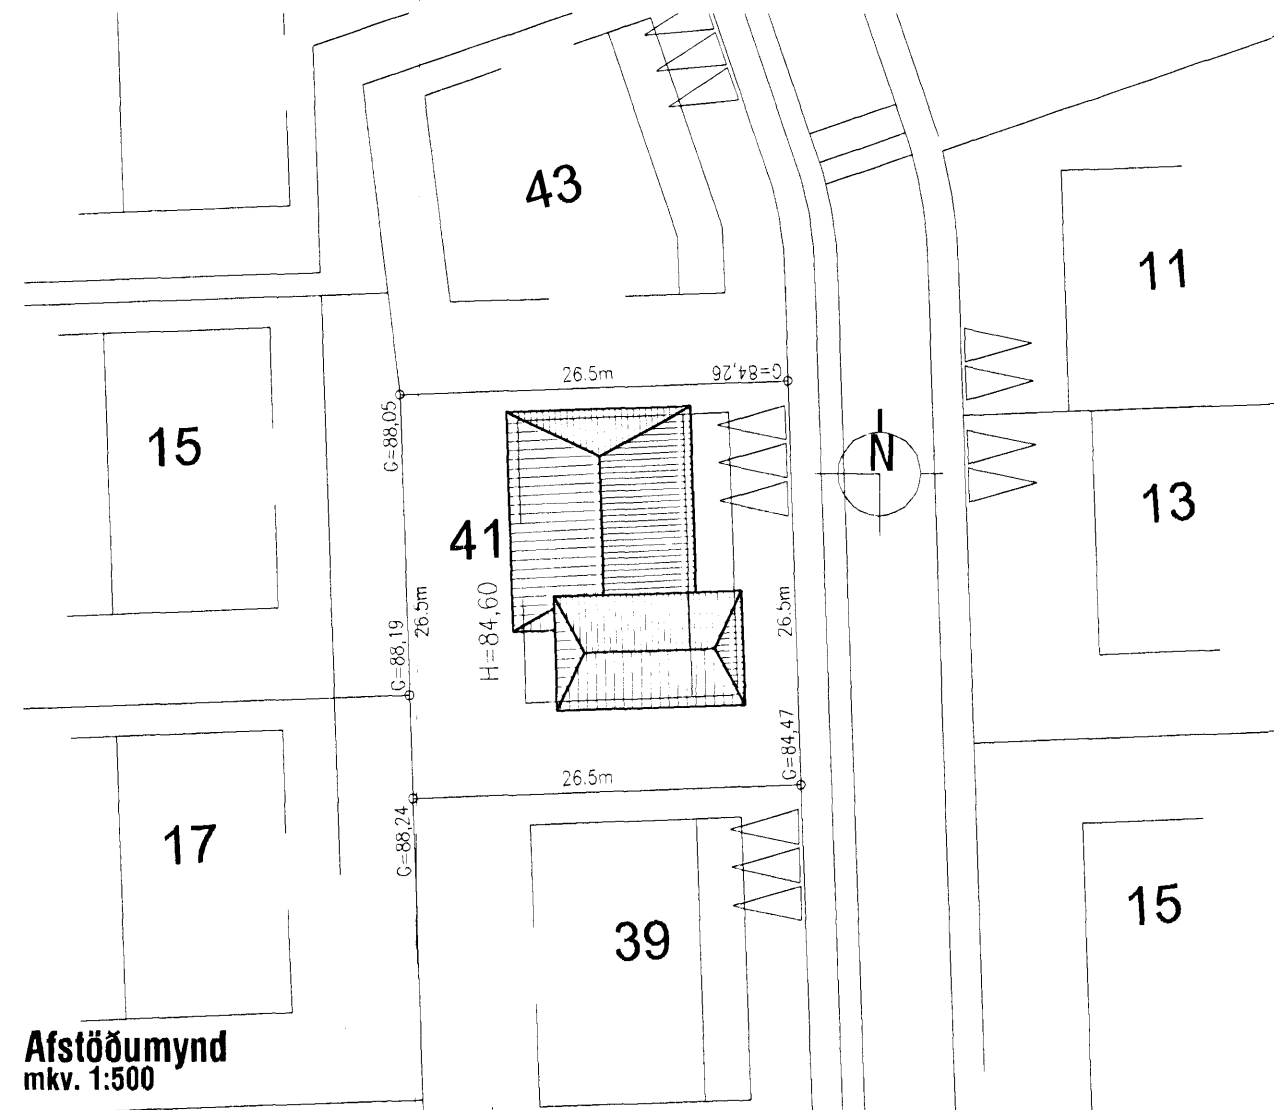 43
11
26.5m
G=84,26
G=88,05
15
N
41
13
H=84,60
26.5m
26.5m
G=88,19
G=84,47
26.5m
G=88,24
17
39
15
Afstöðumynd
mkv. 1:500